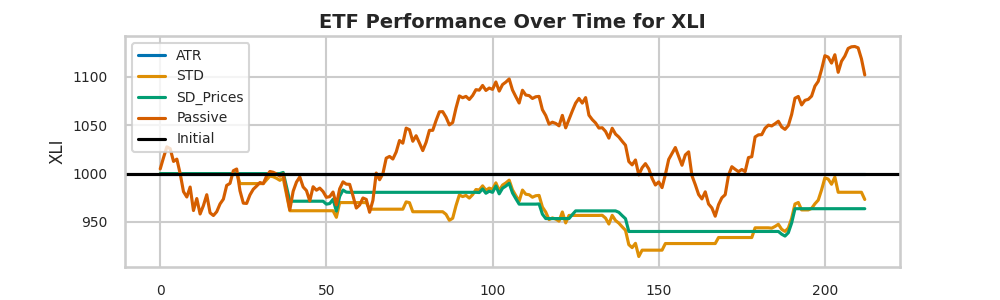 ETF Performance Over Time for XLI
XLI
1100
1050
1000
950
ATR
STD
SD_Prices
Passive
Initial
0
50
100
150
200